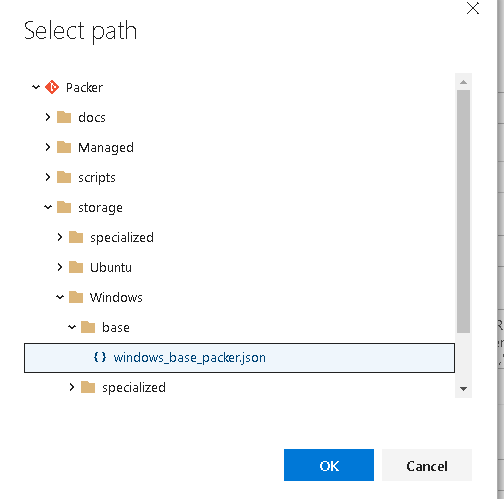 Select path
Packer
docs
Managed
scripts
storage
specialized
Ubuntu
Windows
base
{ } windows_base_packer.json
specialized
OK Cancel